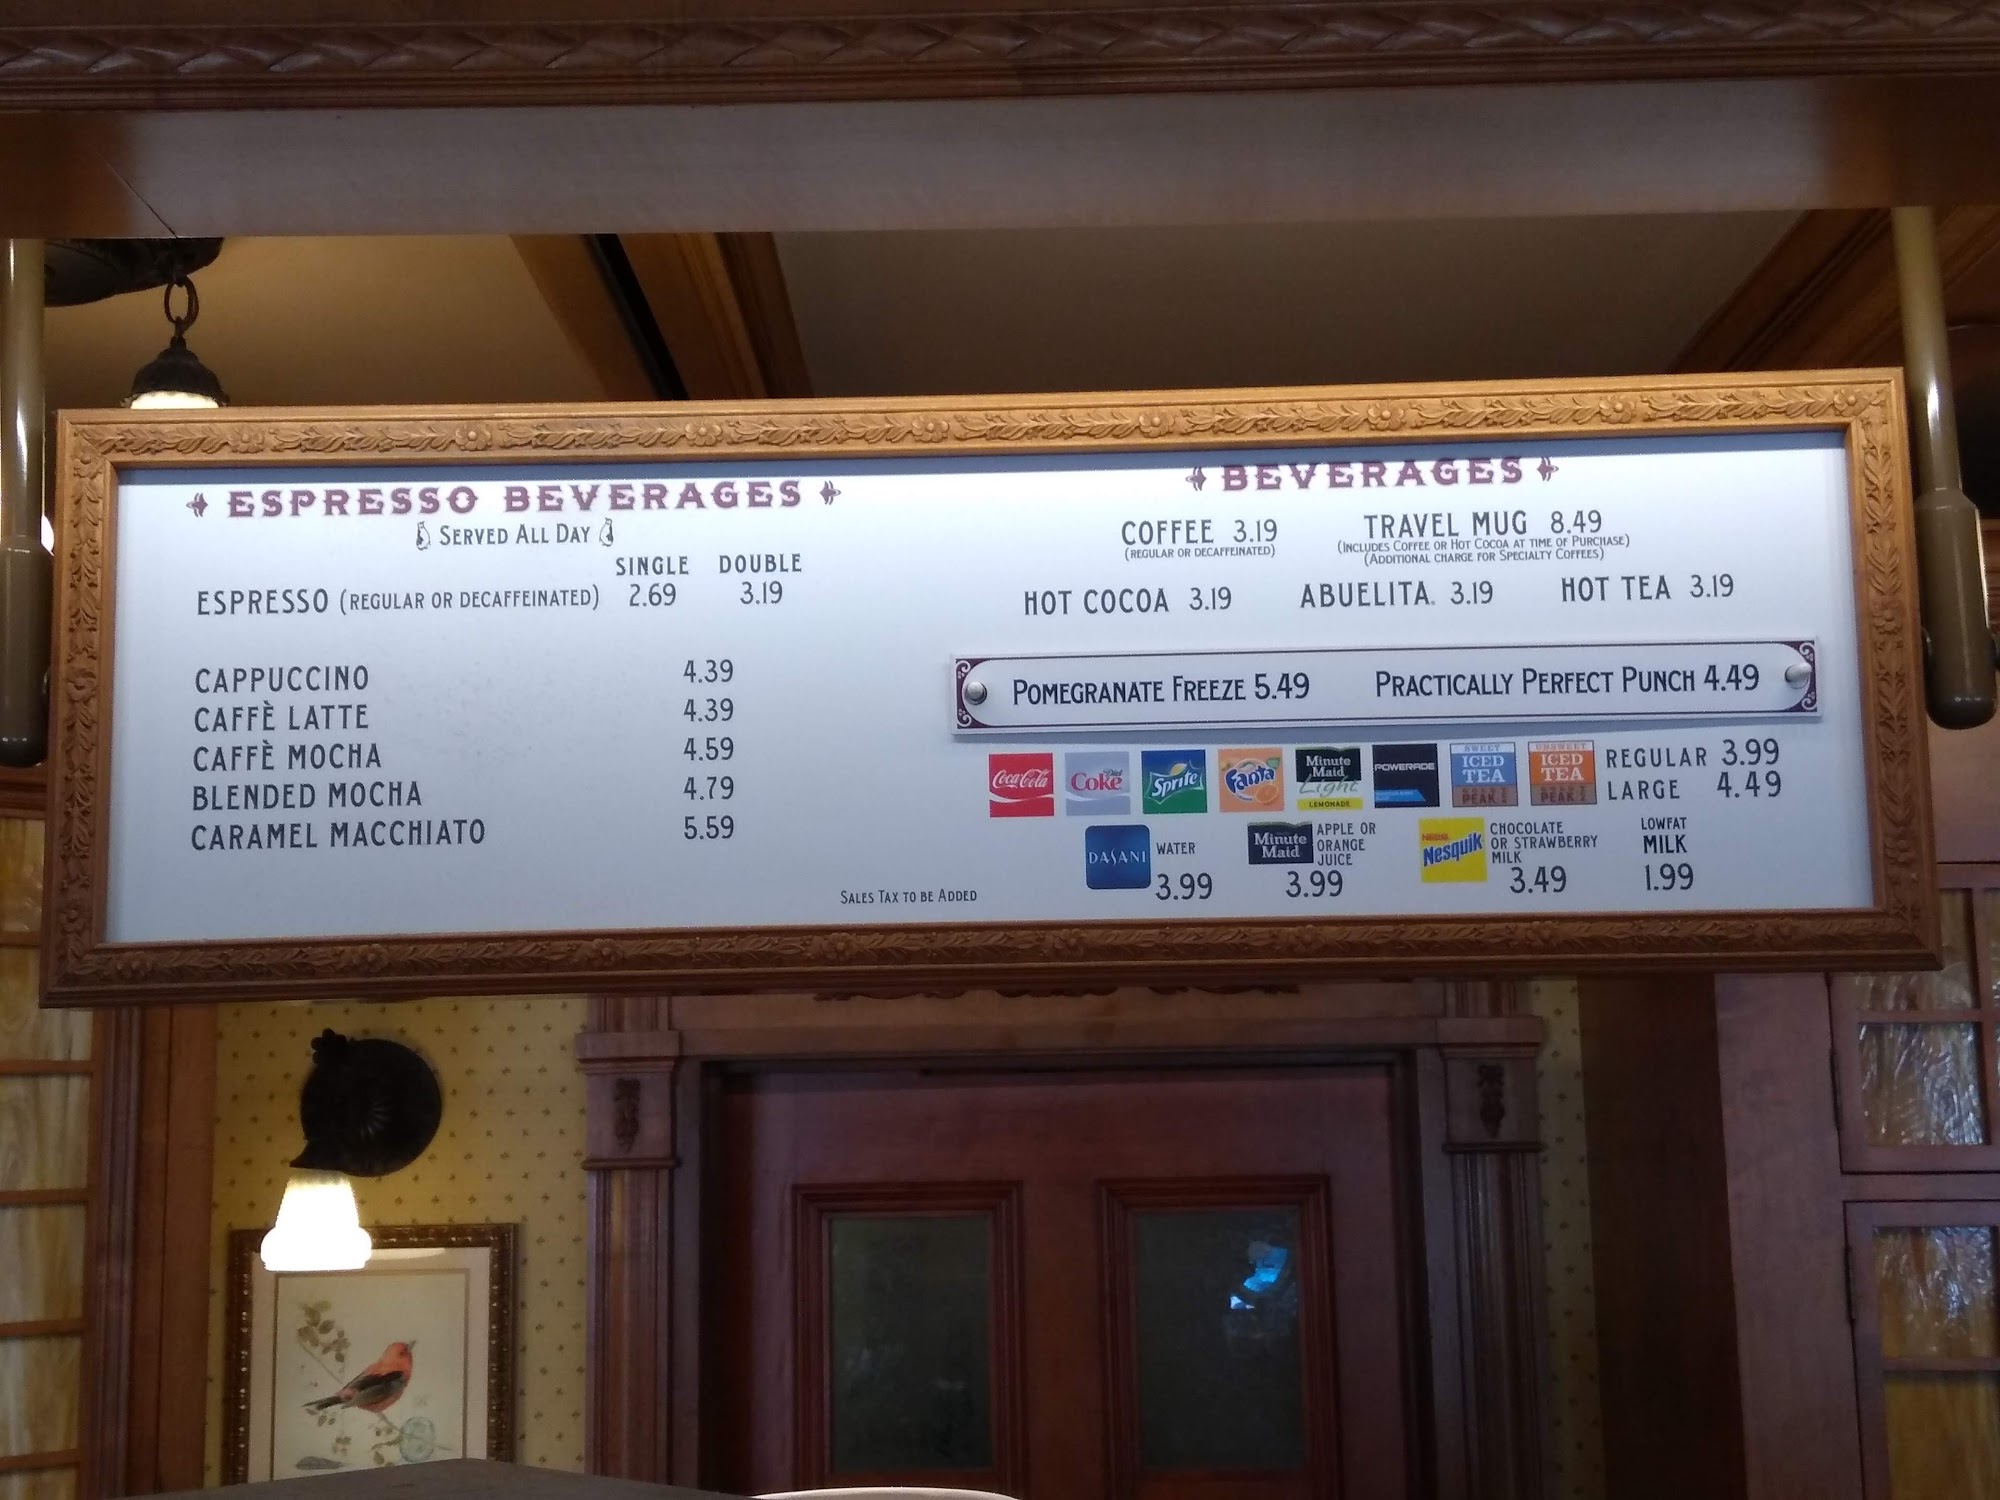 ESPRESSO BEVERAGES
SERVED ALL DAY
SINGLE DOUBLE
ESPRESSO (REGULAR OR DECAFFEINATED) 2.69 3.19
CAPPUCCINO 4.39
CAFFÈ LATTE 4.39
CAFFÈ MOCHA 4.59
BLENDED MOCHA 4.79
CARAMEL MACCHIATO 5.59
SALES TAX TO BE ADDED
BEVERAGES
COFFEE 3.19
(REGULAR OR DECAFFEINATED)
TRAVEL MUG 8.49
(INCLUDES COFFEE OR HOT COCOA AT TIME OF PURCHASE)
(ADDITIONAL CHARGE FOR SPECIALTY COFFEES)
HOT COCOA 3.19 ABUELITA. 3.19 HOT TEA 3.19
POMEGRANATE FREEZE 5.49 PRACTICALLY PERFECT PUNCH 4.49
Coca-Cola
Diet
Coke
Sprite
Fanta
Minute
Maid
Light
LEMONADE
POWERADE
SWEET
ICED
TEA
GOLD PEAK
UNSWEET
ICED
TEA
GOLD PEAK
REGULAR 3.99
LARGE 4.49
DASANI
WATER
3.99
Minute
Maid
APPLE OR
ORANGE
JUICE
3.99
NESTLE
Nesquik
CHOCOLATE
OR STRAWBERRY
MILK
3.49
LOWFAT
MILK
1.99